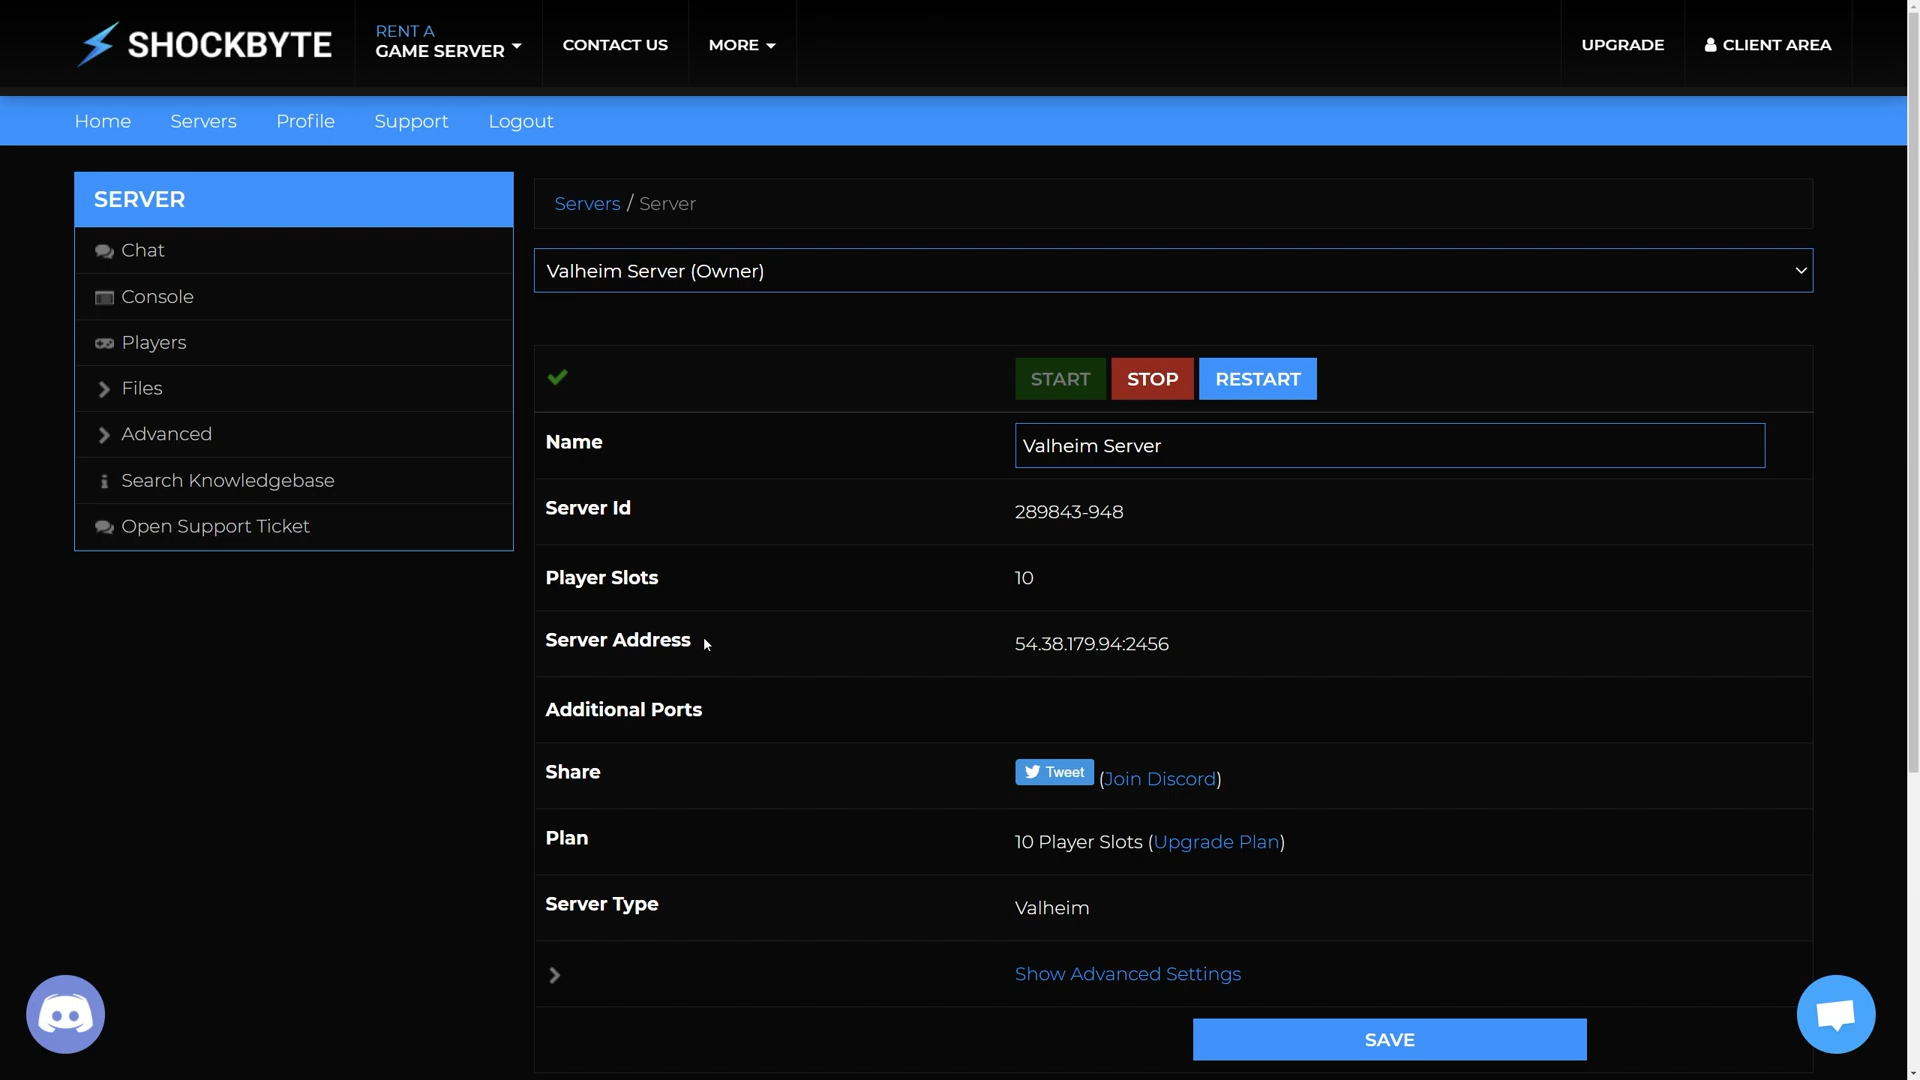 SHOCKBYTE
RENT A
GAME SERVER
CONTACT US
MORE
UPGRADE
CLIENT AREA
Home
Servers
Profile
Support
Logout
SERVER
Chat
Console
Players
Files
Advanced
Search Knowledgebase
Open Support Ticket
Servers / Server
Valheim Server (Owner)
START
STOP
RESTART
Name
Valheim Server
Server Id
289843-948
Player Slots
10
Server Address
54.38.179.94:2456
Additional Ports
Share
Tweet (Join Discord)
Plan
10 Player Slots (Upgrade Plan)
Server Type
Valheim
Show Advanced Settings
SAVE